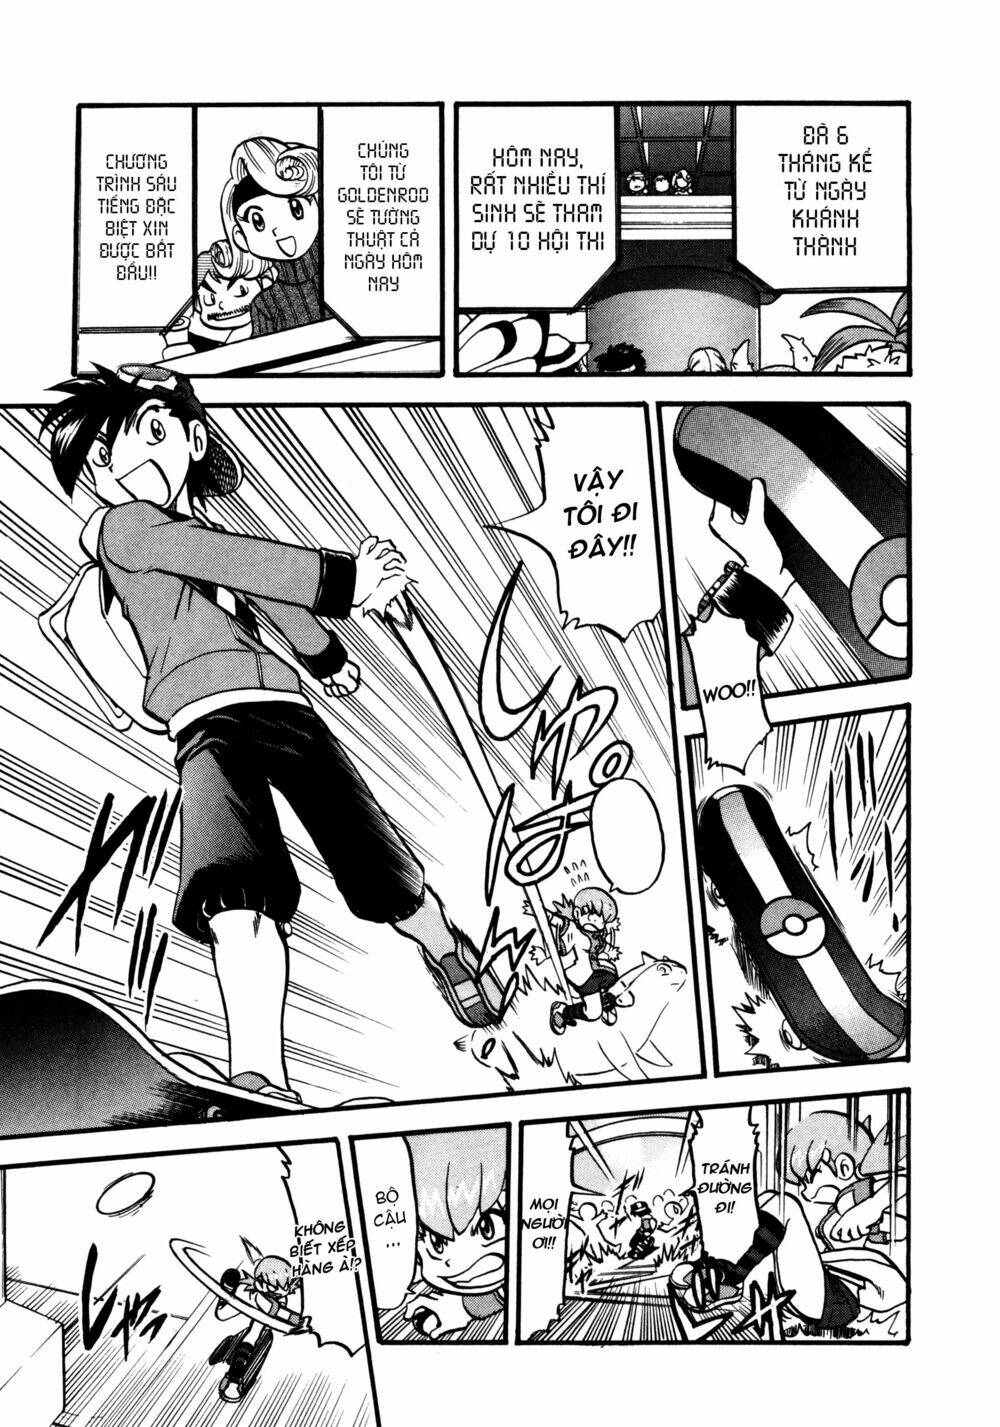 ĐÃ 6
THÁNG KỂ
TỪ NGÀY
KHÁNH
THÀNH
HÔM NAY,
RẤT NHIỀU THÍ
SINH SẼ THAM
DỰ 10 HỘI THI
CHÚNG
TÔI TỪ
GOLDENROD
SẼ TƯỜNG
THUẬT CẢ
NGÀY HÔM
NAY
CHƯƠNG
TRÌNH SÁU
TIẾNG ĐẶC
BIỆT XIN
ĐƯỢC BẮT
ĐẦU!!
WOO!!
VẬY
TÔI ĐI
ĐÂY!!
TRÁNH
ĐƯỜNG
ĐI!
MỌI
NGƯỜI
ƠI!!
BỘ
CẬU
...
KHÔNG
BIẾT XẾP
HÀNG À!?